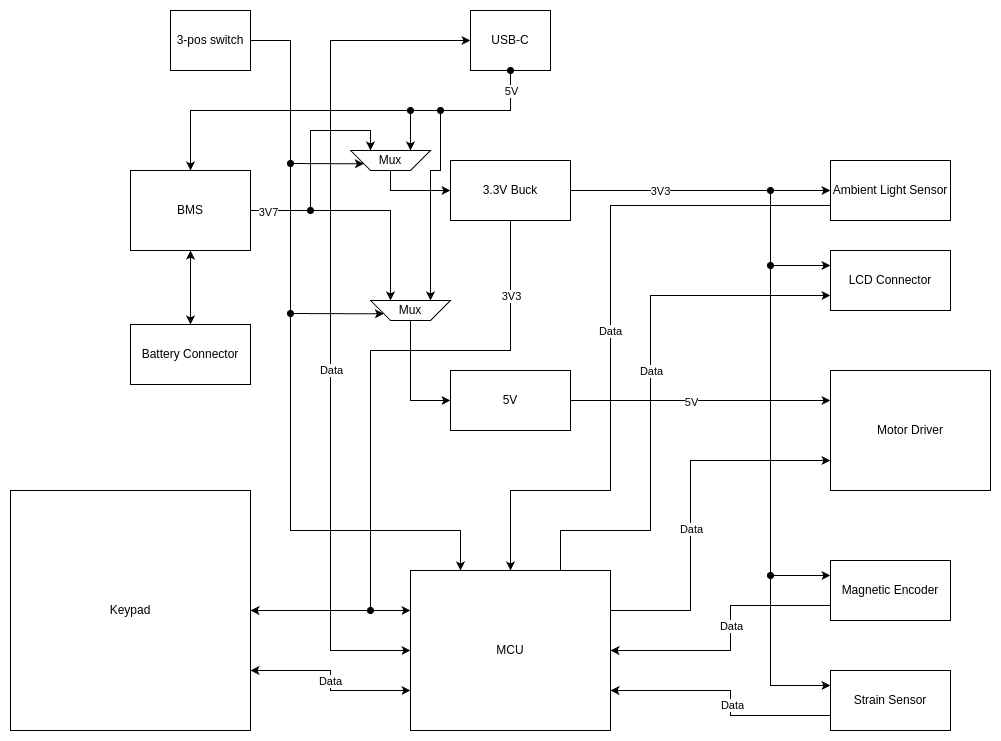 3-pos switch
USB-C
5V
Mux
BMS
3V7
3.3V Buck
3V3
Ambient Light Sensor
LCD Connector
3V3
Mux
Data
Battery Connector
Data
Data
5V
5V
Motor Driver
Data
Keypad
MCU
Magnetic Encoder
Data
Data
Data
Strain Sensor